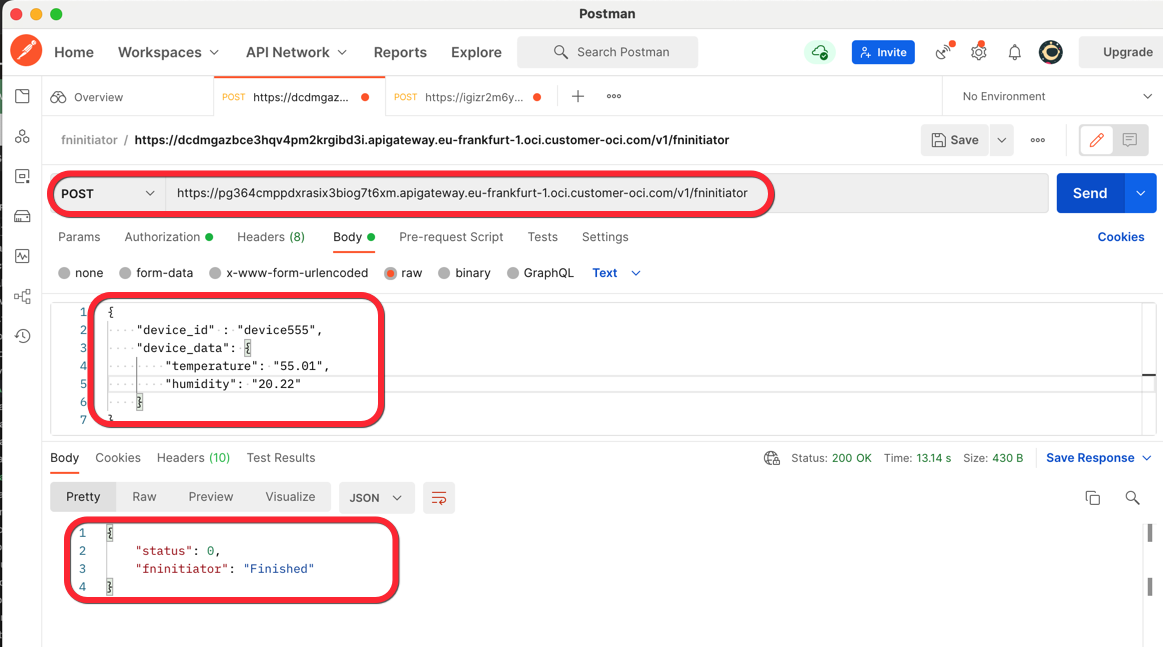 Postman
Home Workspaces API Network Reports Explore Search Postman Invite Upgrade
Overview POST https://dcdmgaz... POST https://igizr2m6y... No Environment
fninitiator / https://dcdmgazbce3hqv4pm2krgibd3i.apigateway.eu-frankfurt-1.oci.customer-oci.com/v1/fninitiator Save
POST https://pg364cmppdxrasix3biog7t6xm.apigateway.eu-frankfurt-1.oci.customer-oci.com/v1/fninitiator Send
Params Authorization Headers (8) Body Pre-request Script Tests Settings Cookies
none form-data x-www-form-urlencoded raw binary GraphQL Text
1 {
2 "device_id" : "device555",
3 "device_data": {
4 "temperature": "55.01",
5 "humidity": "20.22"
6 }
7 }
Body Cookies Headers (10) Test Results Status: 200 OK Time: 13.14 s Size: 430 B Save Response
Pretty Raw Preview Visualize JSON
1 {
2 "status": 0,
3 "fninitiator": "Finished"
4 }